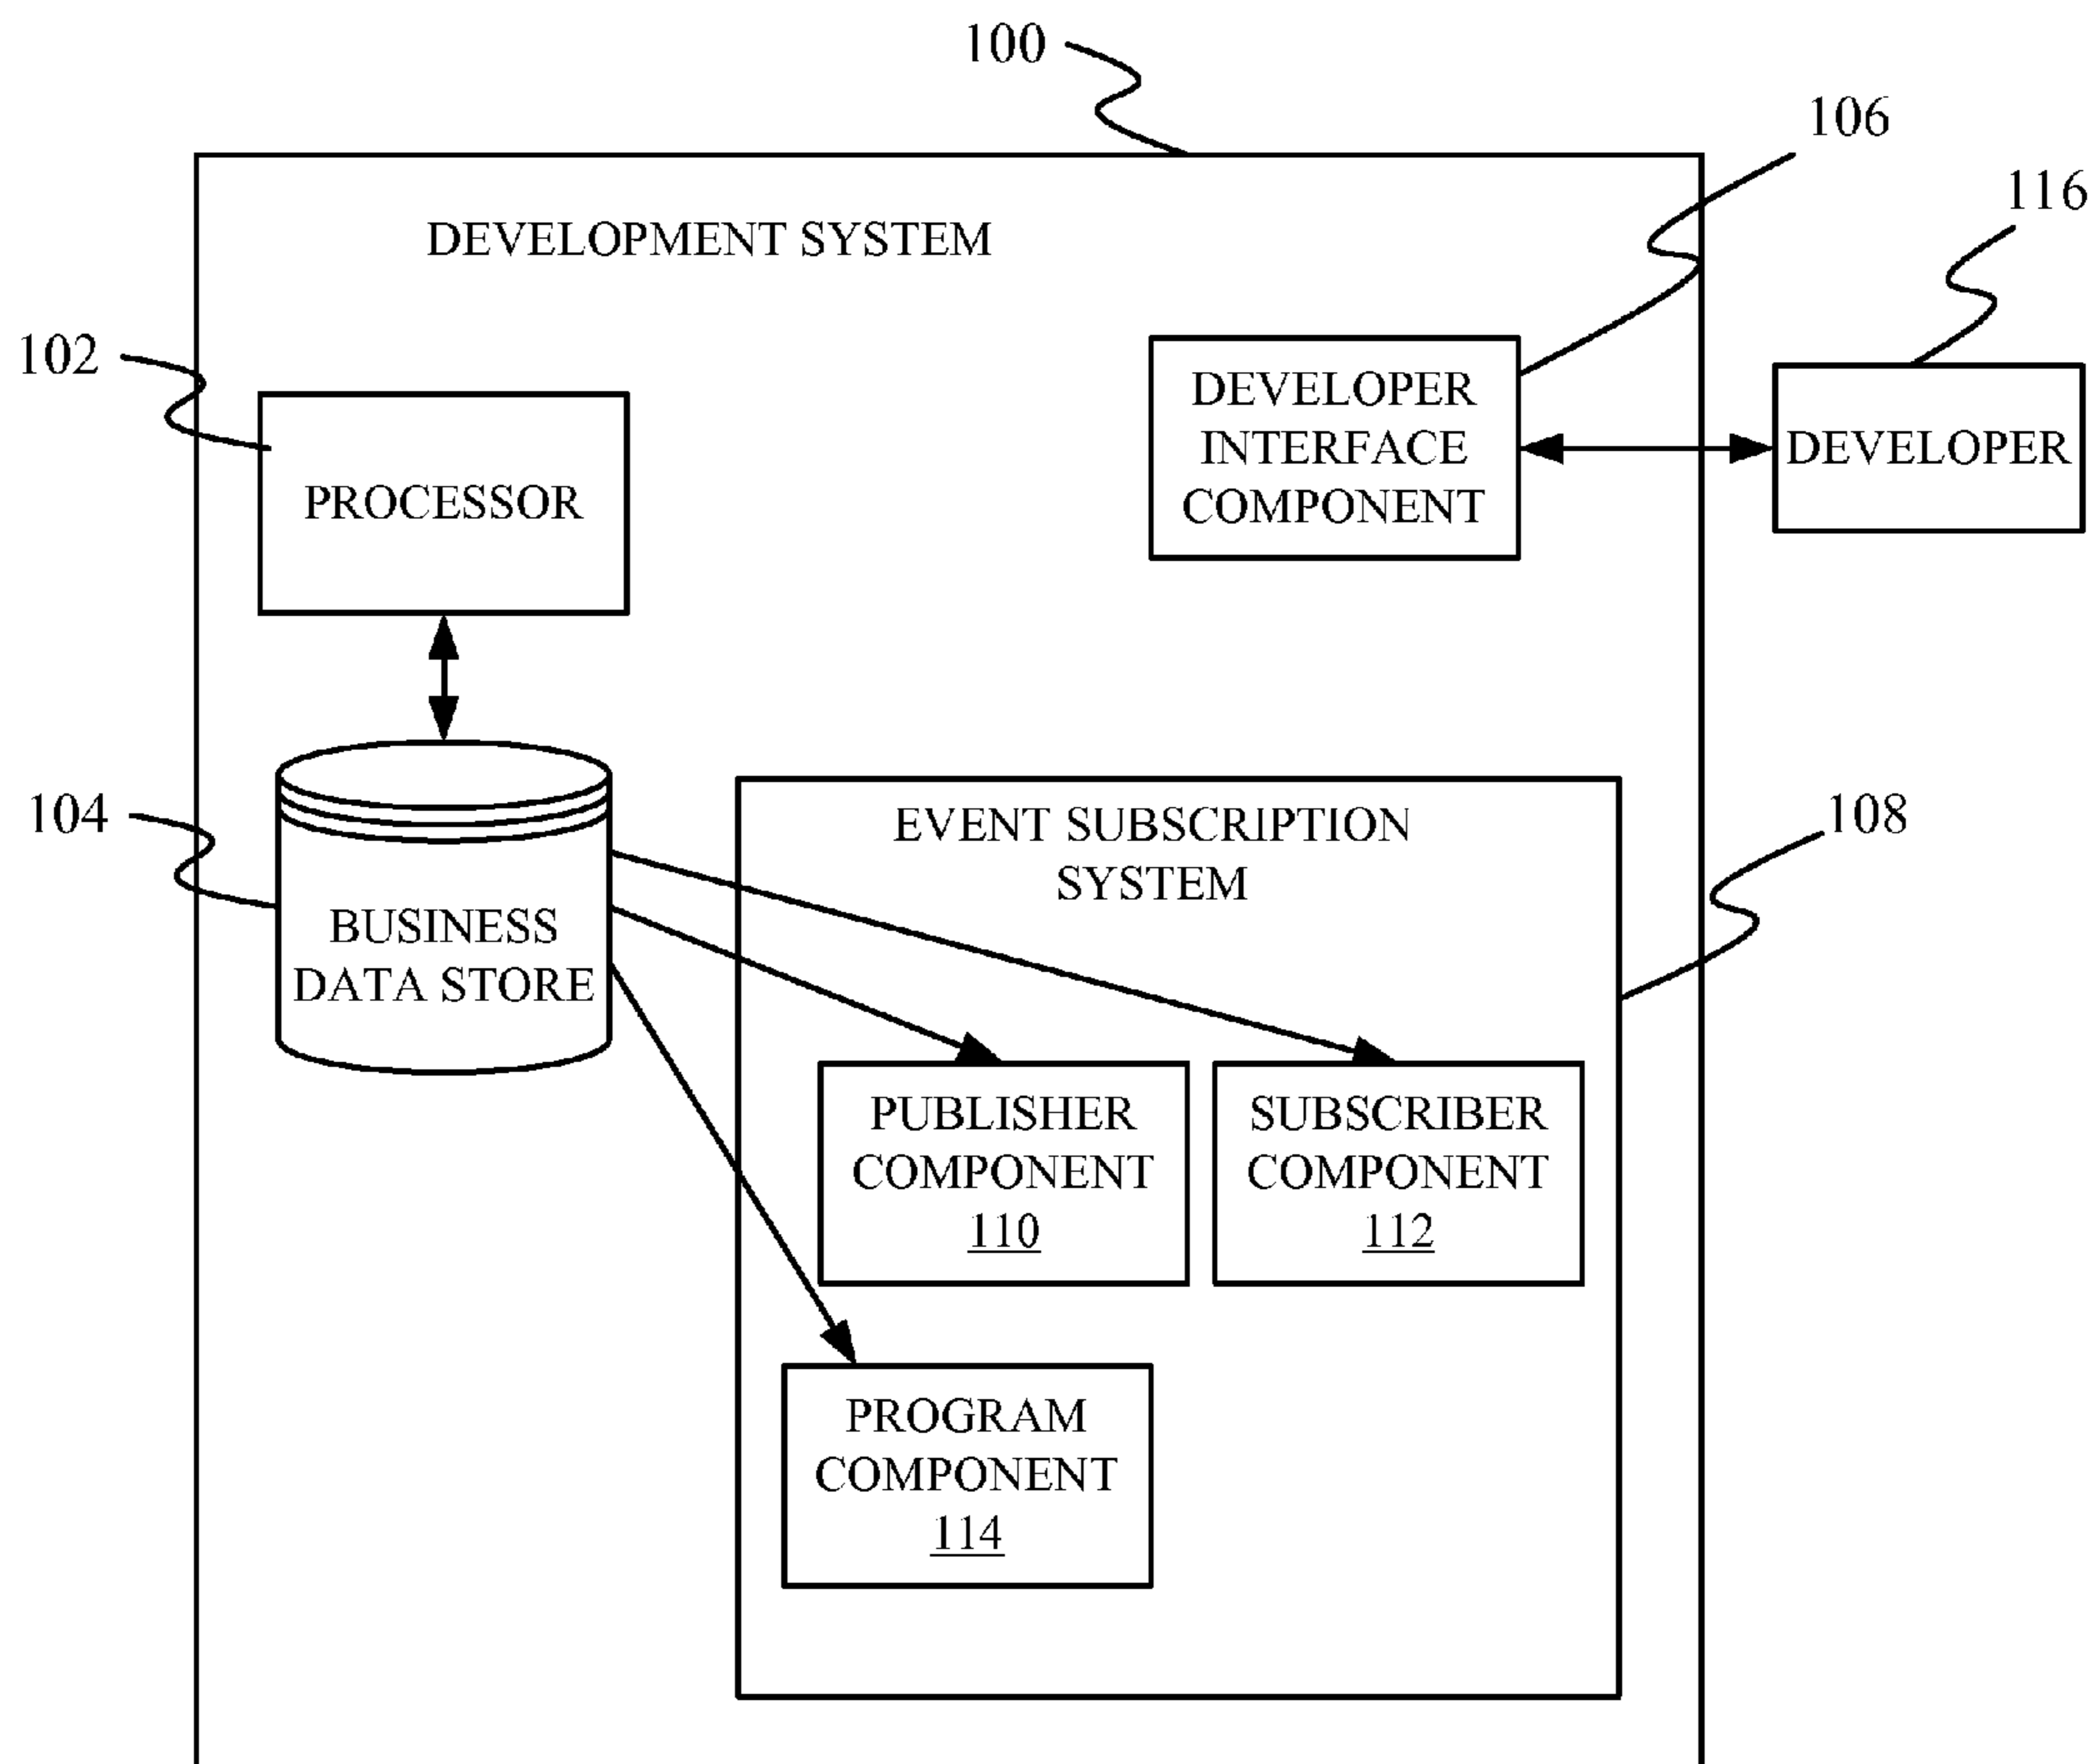 100
106
116
DEVELOPMENT SYSTEM
102
DEVELOPER
INTERFACE
COMPONENT
DEVELOPER
PROCESSOR
104
EVENT SUBSCRIPTION
SYSTEM
108
BUSINESS
DATA STORE
PUBLISHER
COMPONENT
110
SUBSCRIBER
COMPONENT
112
PROGRAM
COMPONENT
114